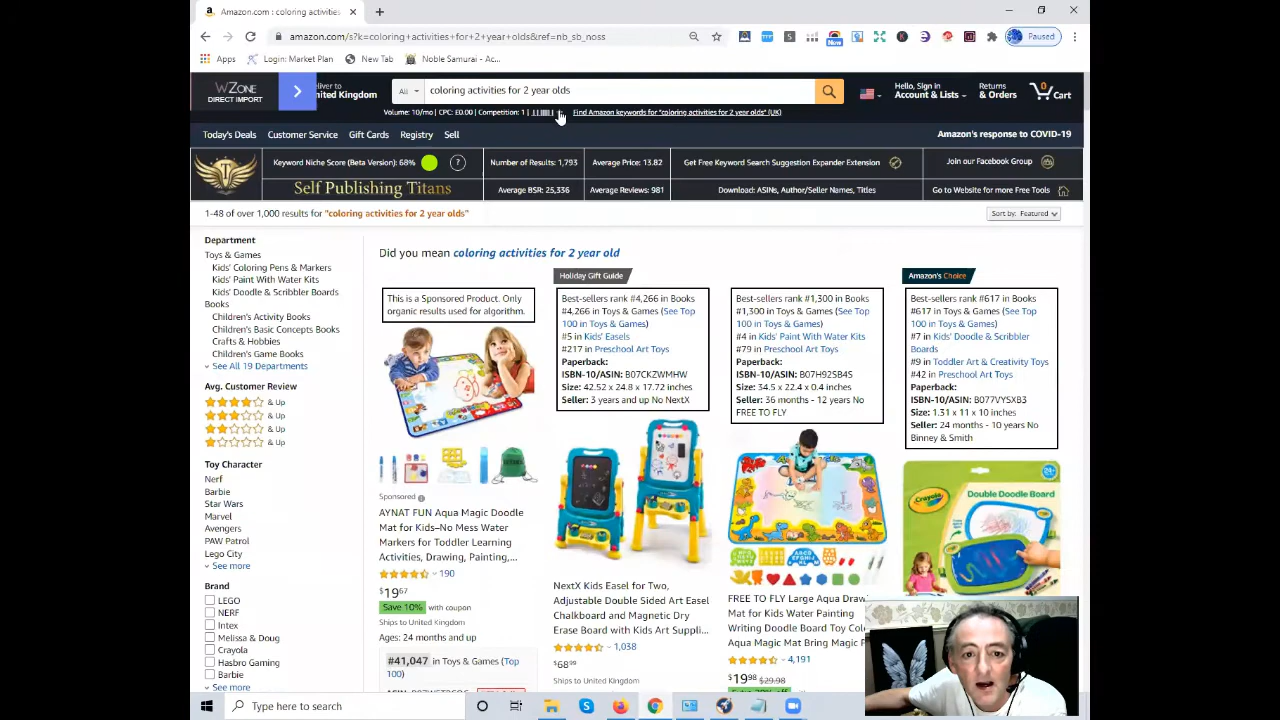 Amazon.com : coloring activities
amazon.com/s?k=coloring+activities+for+2+year+olds&ref=nb_sb_noss
New
Paused
Apps
Login: Market Plan
New Tab
Noble Samurai - Ac...
WZONE
DIRECT IMPORT
eliver to
nited Kingdom
All
coloring activities for 2 year olds
Hello, Sign in
Account & Lists
Returns
& Orders
0
Cart
Volume: 10/mo | CPC: £0.00 | Competition: 1 |
Find Amazon keywords for "coloring activities for 2 year olds" (UK)
Today's Deals
Customer Service
Gift Cards
Registry
Sell
Amazon's response to COVID-19
Keyword Niche Score (Beta Version): 68%
?
Number of Results: 1,793
Average Price: 13.82
Get Free Keyword Search Suggestion Expander Extension
Join our Facebook Group
Self Publishing Titans
Average BSR: 25,336
Average Reviews: 981
Download: ASINs, Author/Seller Names, Titles
Go to Website for more Free Tools
1-48 of over 1,000 results for "coloring activities for 2 year olds"
Sort by: Featured
Department
Toys & Games
Kids' Coloring Pens & Markers
Kids' Paint With Water Kits
Kids' Doodle & Scribbler Boards
Books
Children's Activity Books
Children's Basic Concepts Books
Crafts & Hobbies
Children's Game Books
See All 19 Departments
Avg. Customer Review
& Up
& Up
& Up
& Up
Toy Character
Nerf
Barbie
Star Wars
Marvel
Avengers
PAW Patrol
Lego City
See more
Brand
LEGO
NERF
Intex
Melissa & Doug
Crayola
Hasbro Gaming
Barbie
See more
Did you mean coloring activities for 2 year old
This is a Sponsored Product. Only
organic results used for algorithm.
Sponsored
AYNAT FUN Aqua Magic Doodle
Mat for Kids–No Mess Water
Markers for Toddler Learning
Activities, Drawing, Painting,...
190
$19 67
Save 10% with coupon
Ships to United Kingdom
Ages: 24 months and up
#41,047 in Toys & Games (Top
100)
Holiday Gift Guide
Best-sellers rank #4,266 in Books
#4,266 in Toys & Games (See Top
100 in Toys & Games)
#5 in Kids' Easels
#217 in Preschool Art Toys
Paperback:
ISBN-10/ASIN: B07CKZWMHW
Size: 42.52 x 24.8 x 17.72 inches
Seller: 3 years and up No NextX
NextX Kids Easel for Two,
Adjustable Double Sided Art Easel
Chalkboard and Magnetic Dry
Erase Board with Kids Art Suppli...
1,038
$68 99
Ships to United Kingdom
Best-sellers rank #1,300 in Books
#1,300 in Toys & Games (See Top
100 in Toys & Games)
#4 in Kids' Paint With Water Kits
#79 in Preschool Art Toys
Paperback:
ISBN-10/ASIN: B07H92SB4S
Size: 34.5 x 22.4 x 0.4 inches
Seller: 36 months - 12 years No
FREE TO FLY
FREE TO FLY Large Aqua Draw
Mat for Kids Water Painting
Writing Doodle Board Toy Colo
Aqua Magic Mat Bring Magic P
4,191
$19 98 $29.98
Amazon's Choice
Best-sellers rank #617 in Books
#617 in Toys & Games (See Top
100 in Toys & Games)
#7 in Kids' Doodle & Scribbler
Boards
#9 in Toddler Art & Creativity Toys
#42 in Preschool Art Toys
Paperback:
ISBN-10/ASIN: B077VYSXB3
Size: 1.31 x 11 x 10 inches
Seller: 24 months - 10 years No
Binney & Smith
Crayola
Double Doodle Board
Type here to search